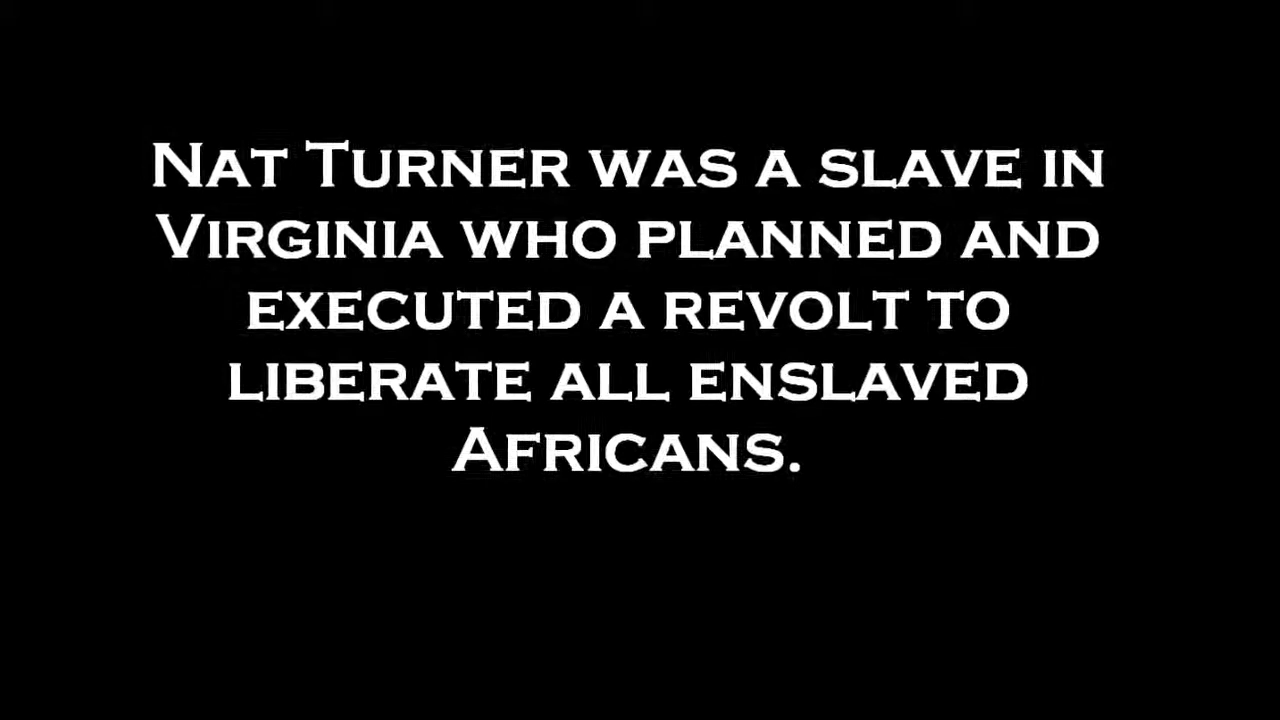 Nat Turner was a slave in
Virginia who planned and
executed a revolt to
liberate all enslaved
Africans.